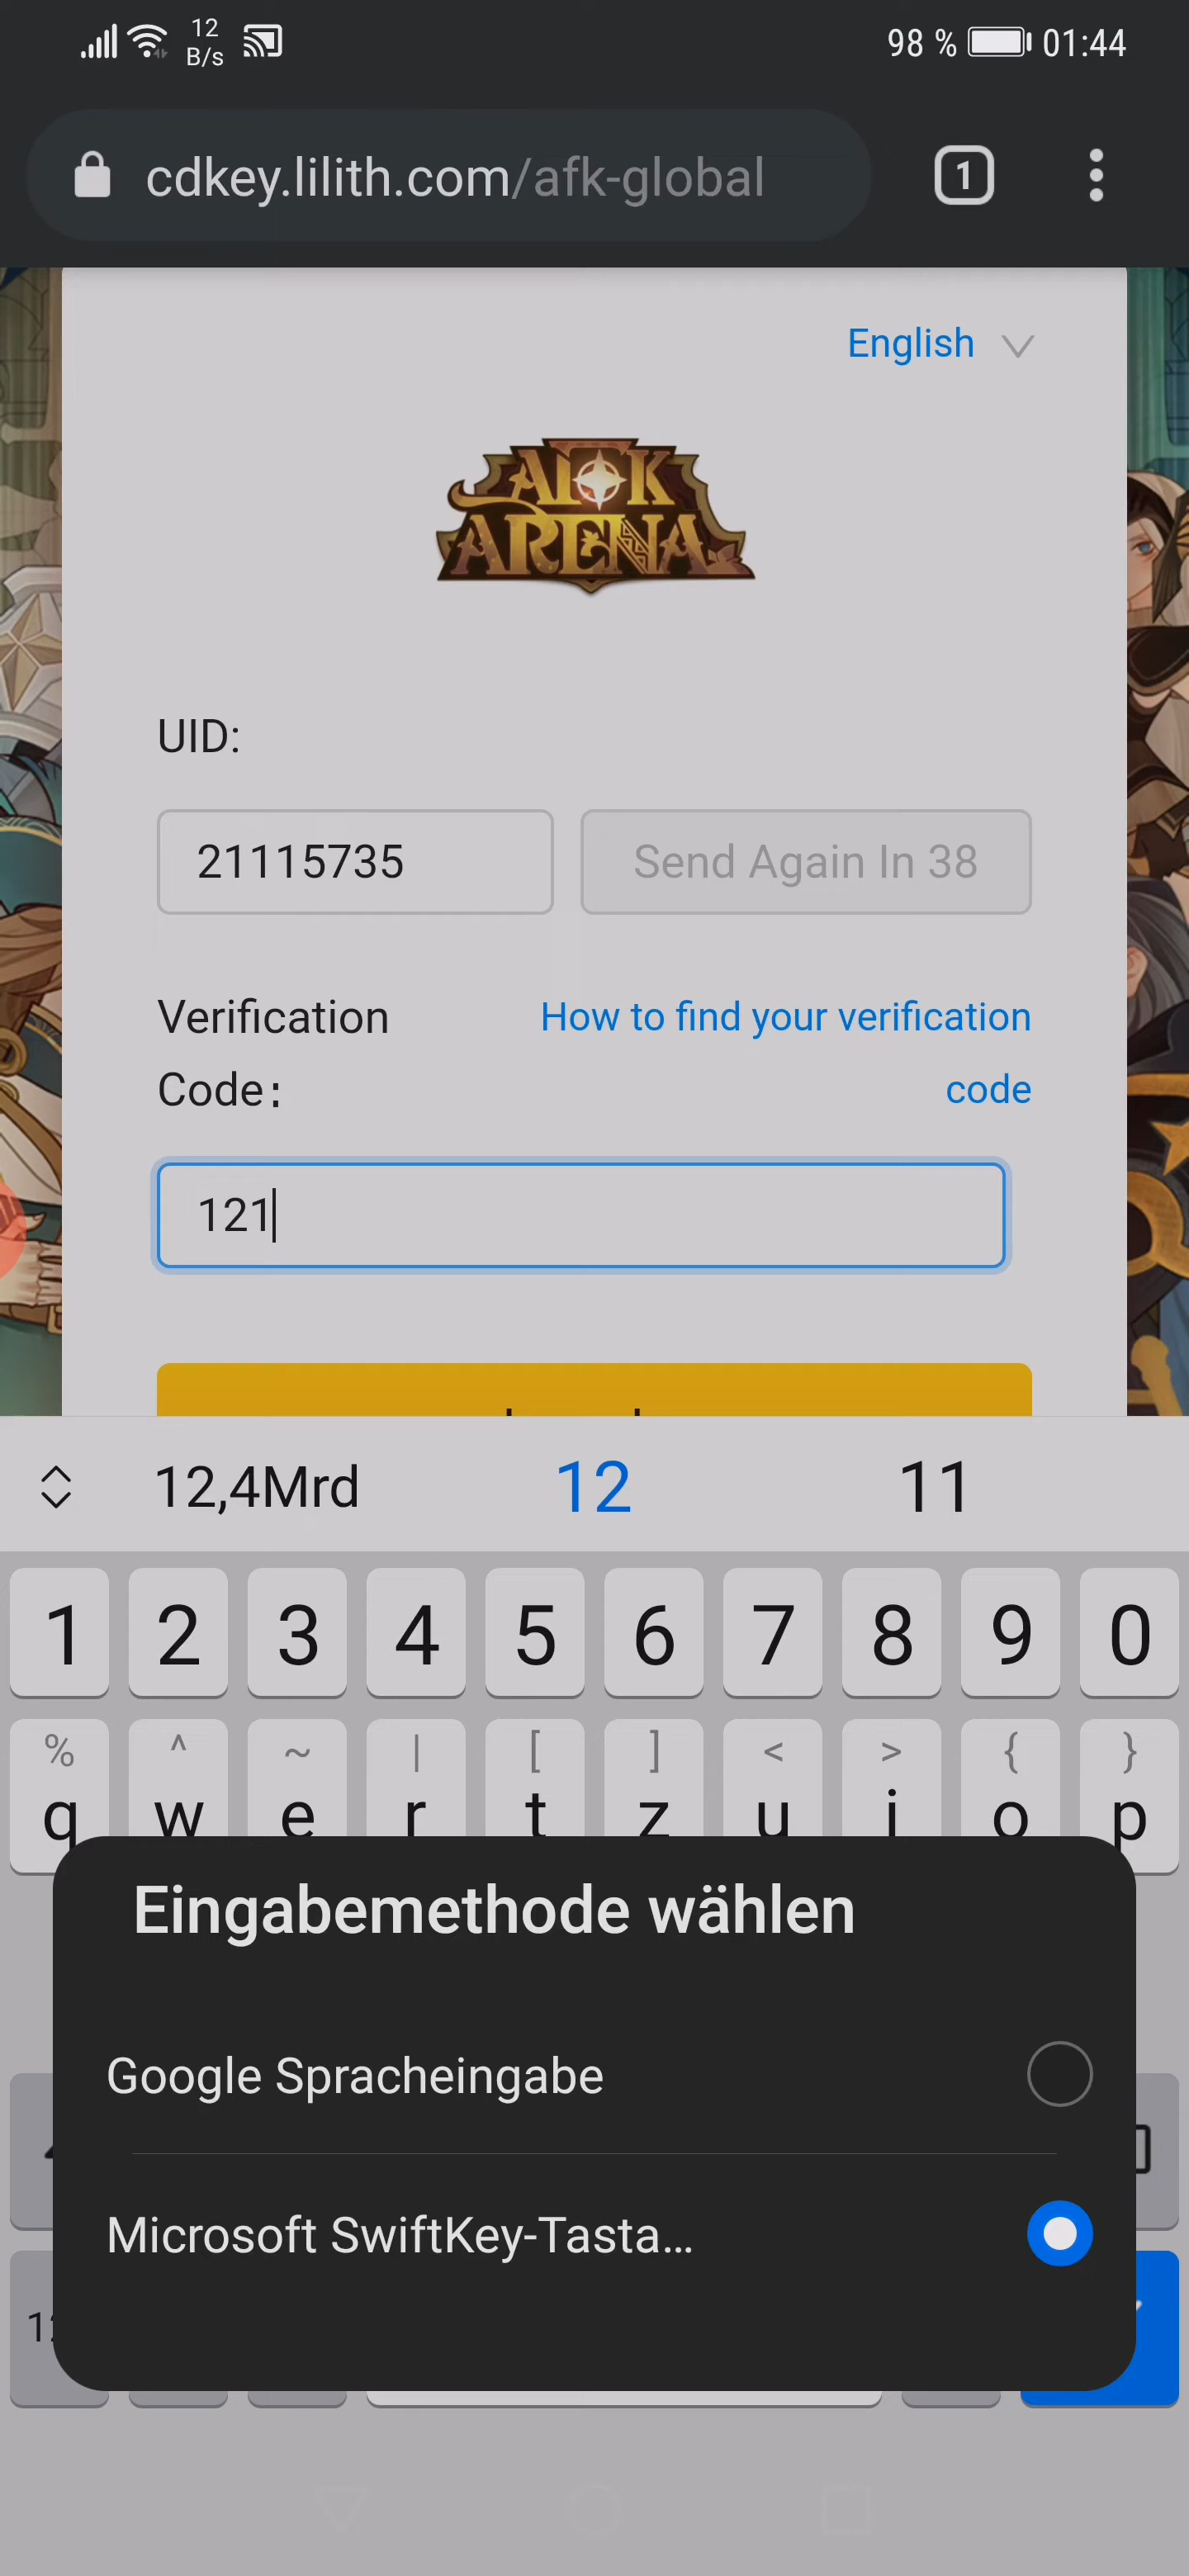 12
B/s
98 %
01:44
cdkey.lilith.com/afk-global
1
English
AFK
ARENA
UID:
21115735
Send Again In 38
Verification
Code:
How to find your verification
code
121
12,4Mrd
12
11
1 2 3 4 5 6 7 8 9 0
% ^ ~ | [ ] < > { }
q w e r t z u i o p
Eingabemethode wählen
Google Spracheingabe
Microsoft SwiftKey-Tasta...